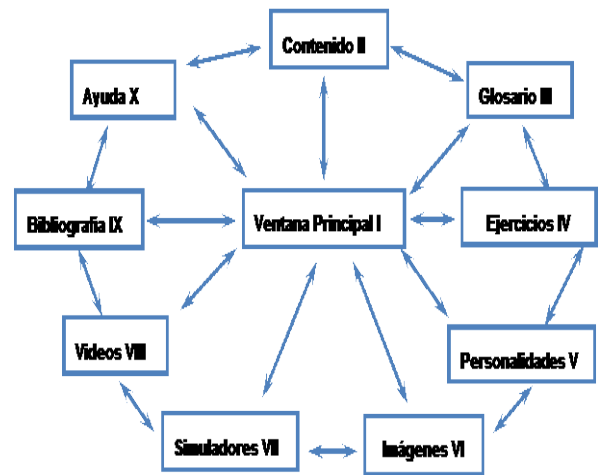 Contenido II
Ayuda X
Glosario III
Bibliografía IX
Ventana Principal I
Ejercicios IV
Videos VIII
Personalidades V
Simuladores VII
Imágenes VI